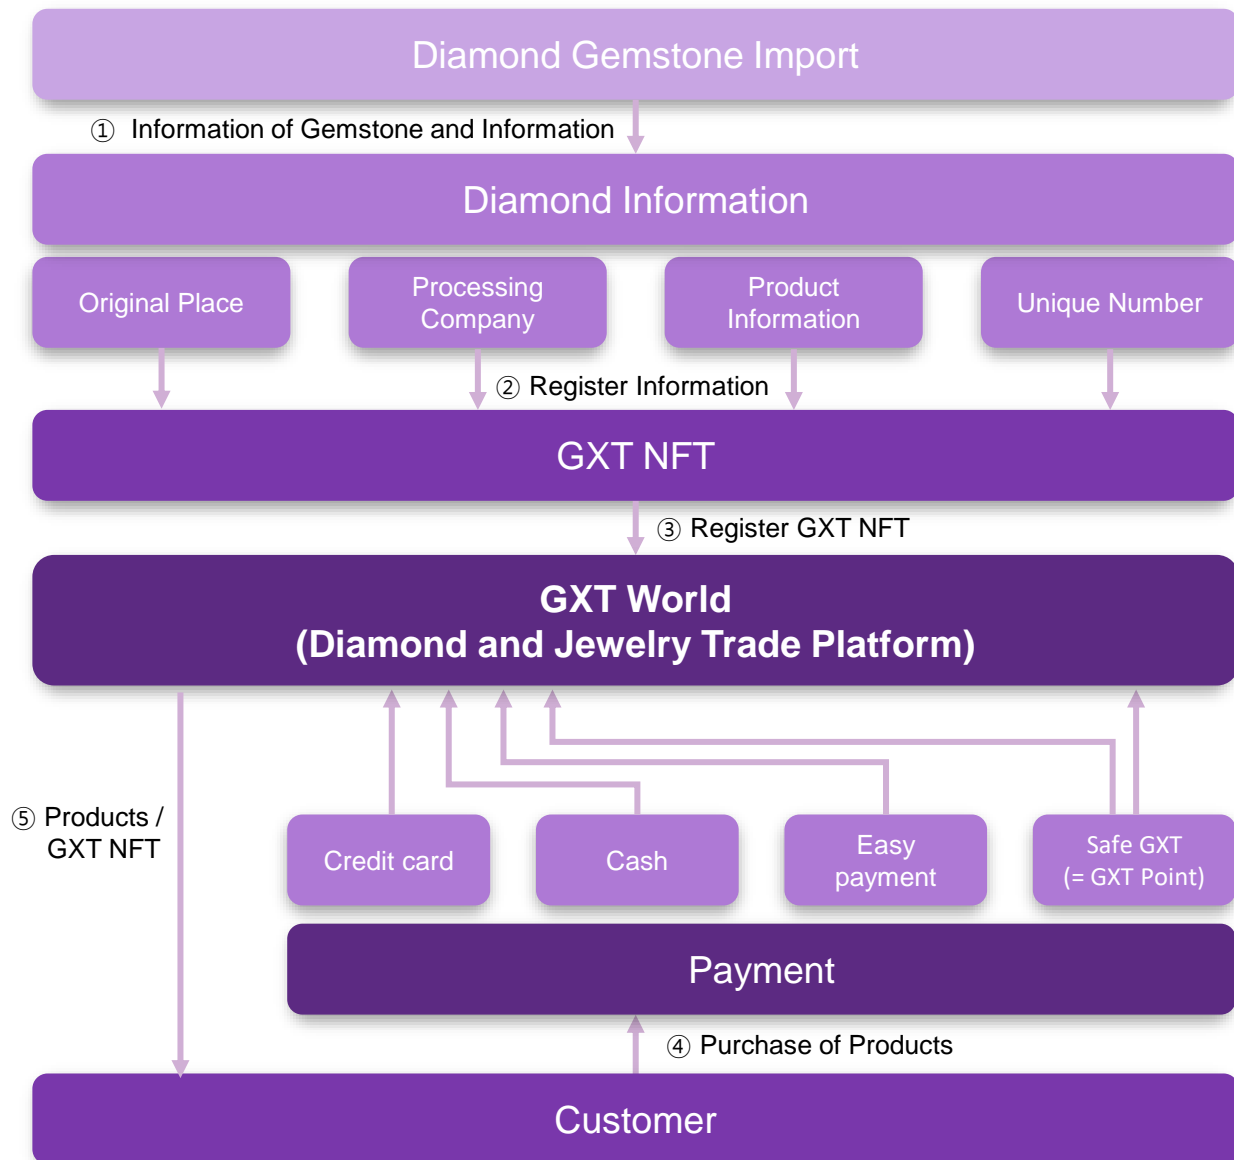 Diamond Gemstone Import
① Information of Gemstone and Information
Diamond Information
Original Place
Processing
Company
Product
Information
Unique Number
② Register Information
GXT NFT
③ Register GXT NFT
GXT World
(Diamond and Jewelry Trade Platform)
⑤ Products /
GXT NFT
Credit card
Cash
Easy
payment
Safe GXT
(= GXT Point)
Payment
④ Purchase of Products
Customer